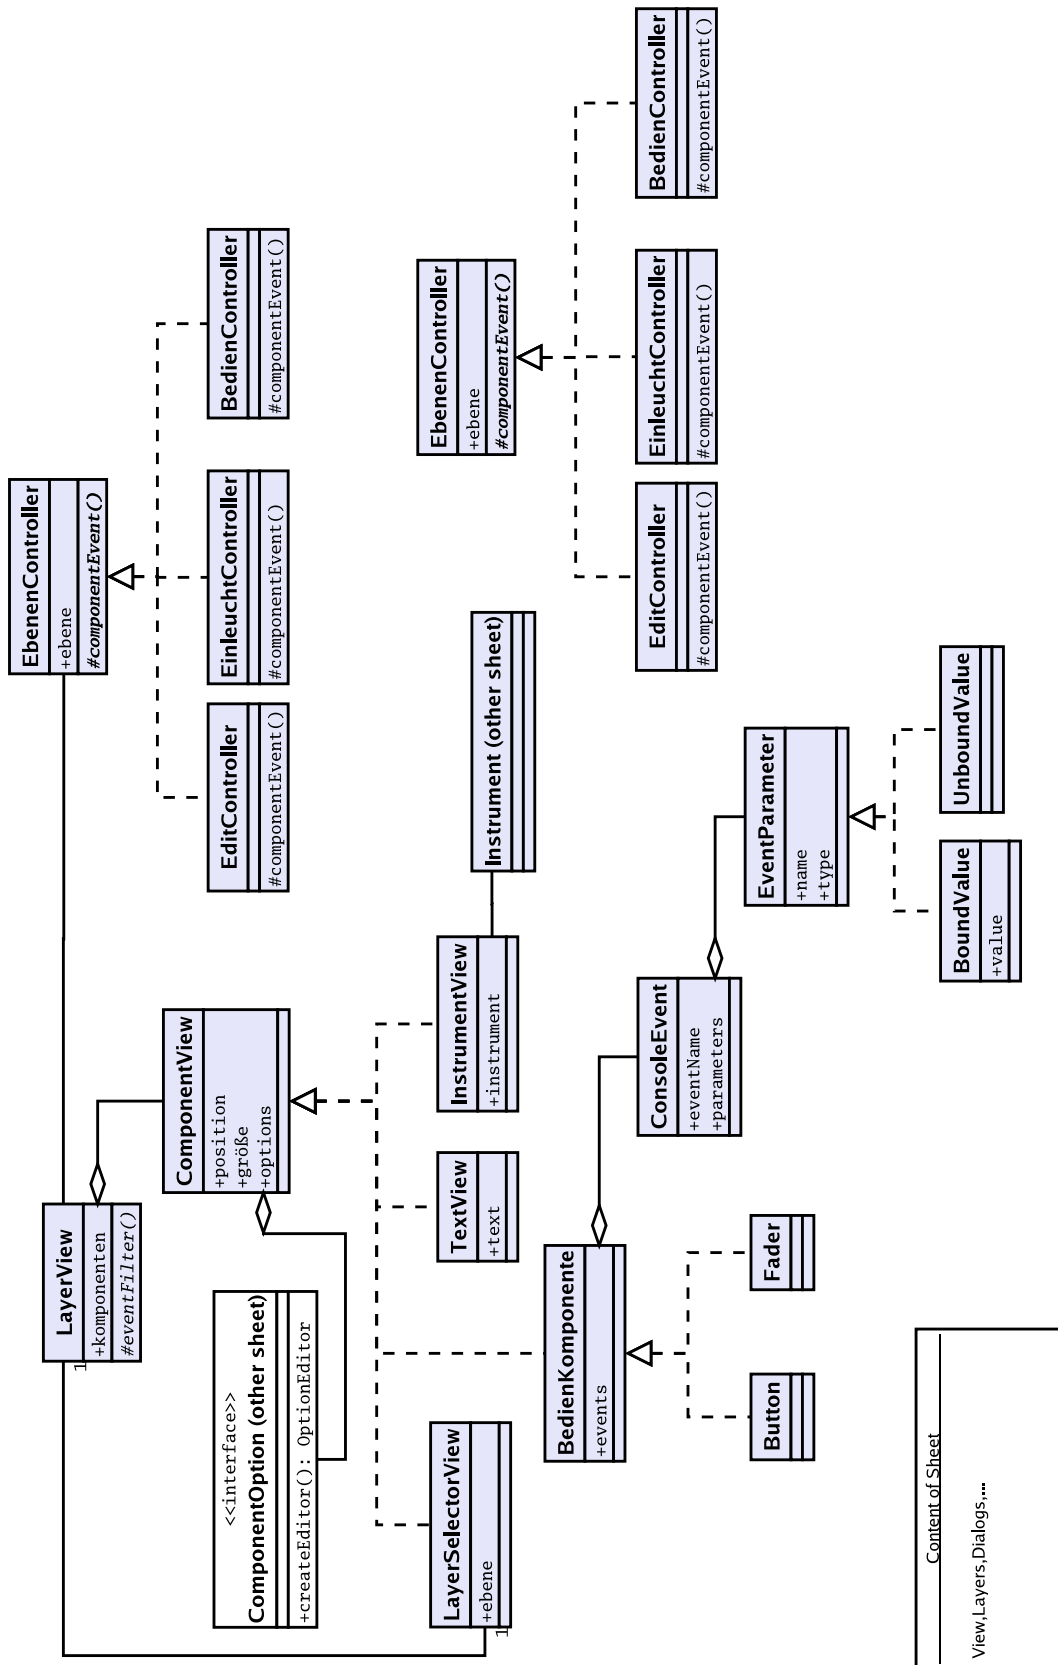 EbenenController
+ebene
#componentEvent()
EditController
#componentEvent()
EinleuchtController
#componentEvent()
BedienController
#componentEvent()
LayerView
+komponenten
#eventFilter()
1
ComponentView
+position
+größe
+options
<<interface>>
ComponentOption (other sheet)
+createEditor(): OptionEditor
LayerSelectorView
+ebene
1
TextView
+text
InstrumentView
+instrument
Instrument (other sheet)
EbenenController
+ebene
#componentEvent()
EditController
#componentEvent()
EinleuchtController
#componentEvent()
BedienController
#componentEvent()
BedienKomponente
+events
ConsoleEvent
+eventName
+parameters
EventParameter
+name
+type
Button
Fader
BoundValue
+value
UnboundValue
Content of Sheet
View,Layers,Dialogs,...